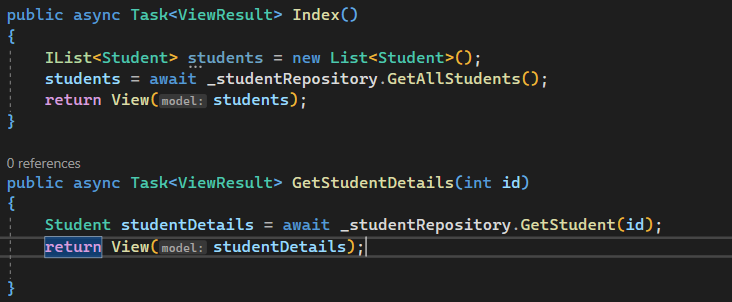 public async Task<ViewResult> Index()
{
IList<Student> students = new List<Student>();
students = await _studentRepository.GetAllStudents();
return View(model: students);
}
0 references
public async Task<ViewResult> GetStudentDetails(int id)
{
Student studentDetails = await _studentRepository.GetStudent(id);
return View(model: studentDetails);
}